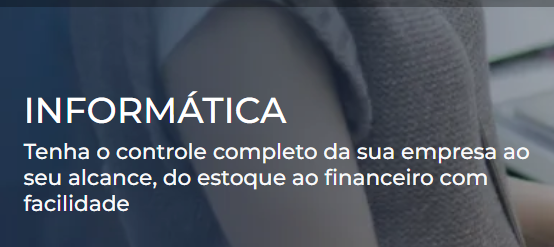 INFORMÁTICA
Tenha o controle completo da sua empresa ao
seu alcance, do estoque ao financeiro com
facilidade